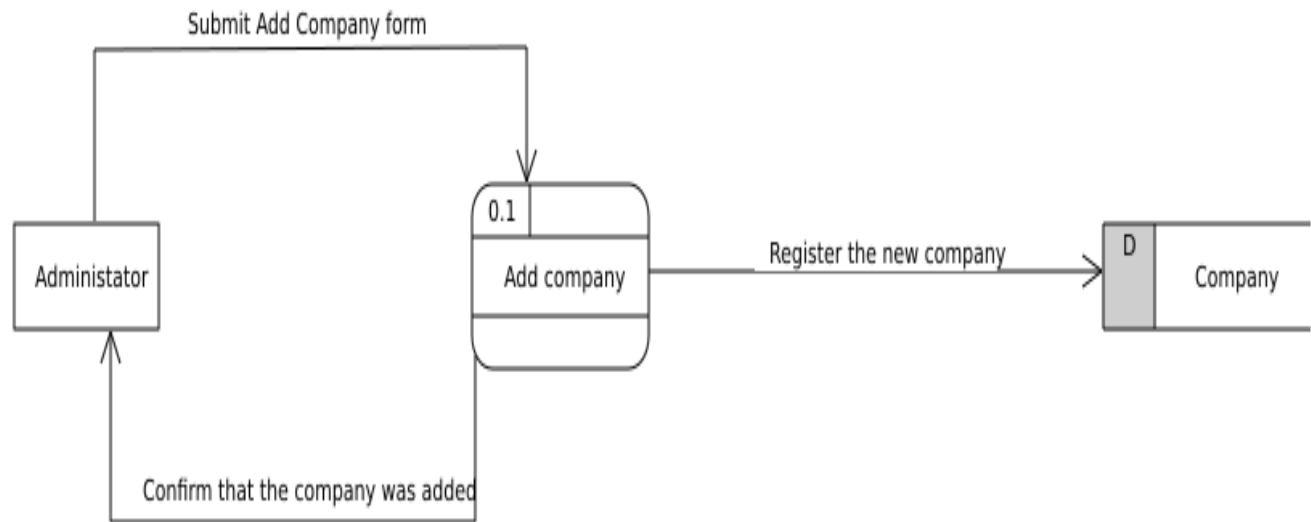 Submit Add Company form
0.1
Administator
Add company
Register the new company
D
Company
Confirm that the company was added